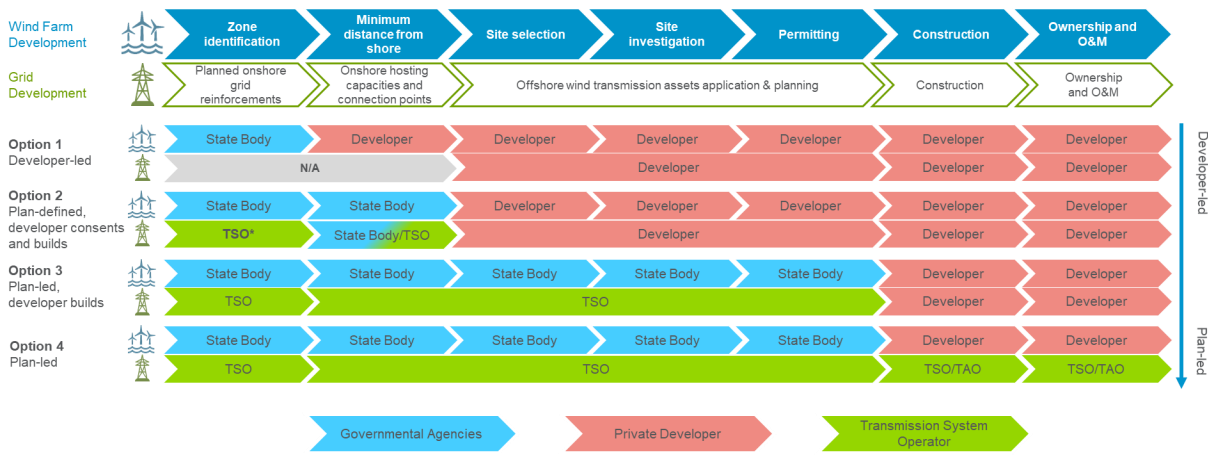 Wind Farm
Development
Zone
identification
Minimum
distance from
shore
Site selection
Site
investigation
Permitting
Construction
Ownership and
O&M
Grid
Development
Planned onshore
grid
reinforcements
Onshore hosting
capacities and
connection points
Offshore wind transmission assets application & planning
Construction
Ownership
and O&M
Option 1
Developer-led
State Body
Developer
Developer
Developer
Developer
Developer
Developer
N/A
Developer
Developer
Developer
Option 2
Plan-defined,
developer consents
and builds
State Body
State Body
Developer
Developer
Developer
Developer
Developer
TSO*
State Body/TSO
Developer
Developer
Developer
Option 3
Plan-led,
developer builds
State Body
State Body
State Body
State Body
State Body
Developer
Developer
TSO
TSO
Developer
Developer
Option 4
Plan-led
State Body
State Body
State Body
State Body
State Body
Developer
Developer
TSO
TSO
TSO/TAO
TSO/TAO
Developer-led
Plan-led
Governmental Agencies
Private Developer
Transmission System
Operator